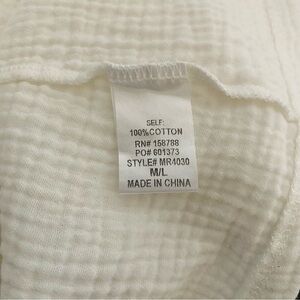 SELF:
100%COTTON
RN# 158788
PO# 601373
STYLE# MR4030
M/L
MADE IN CHINA